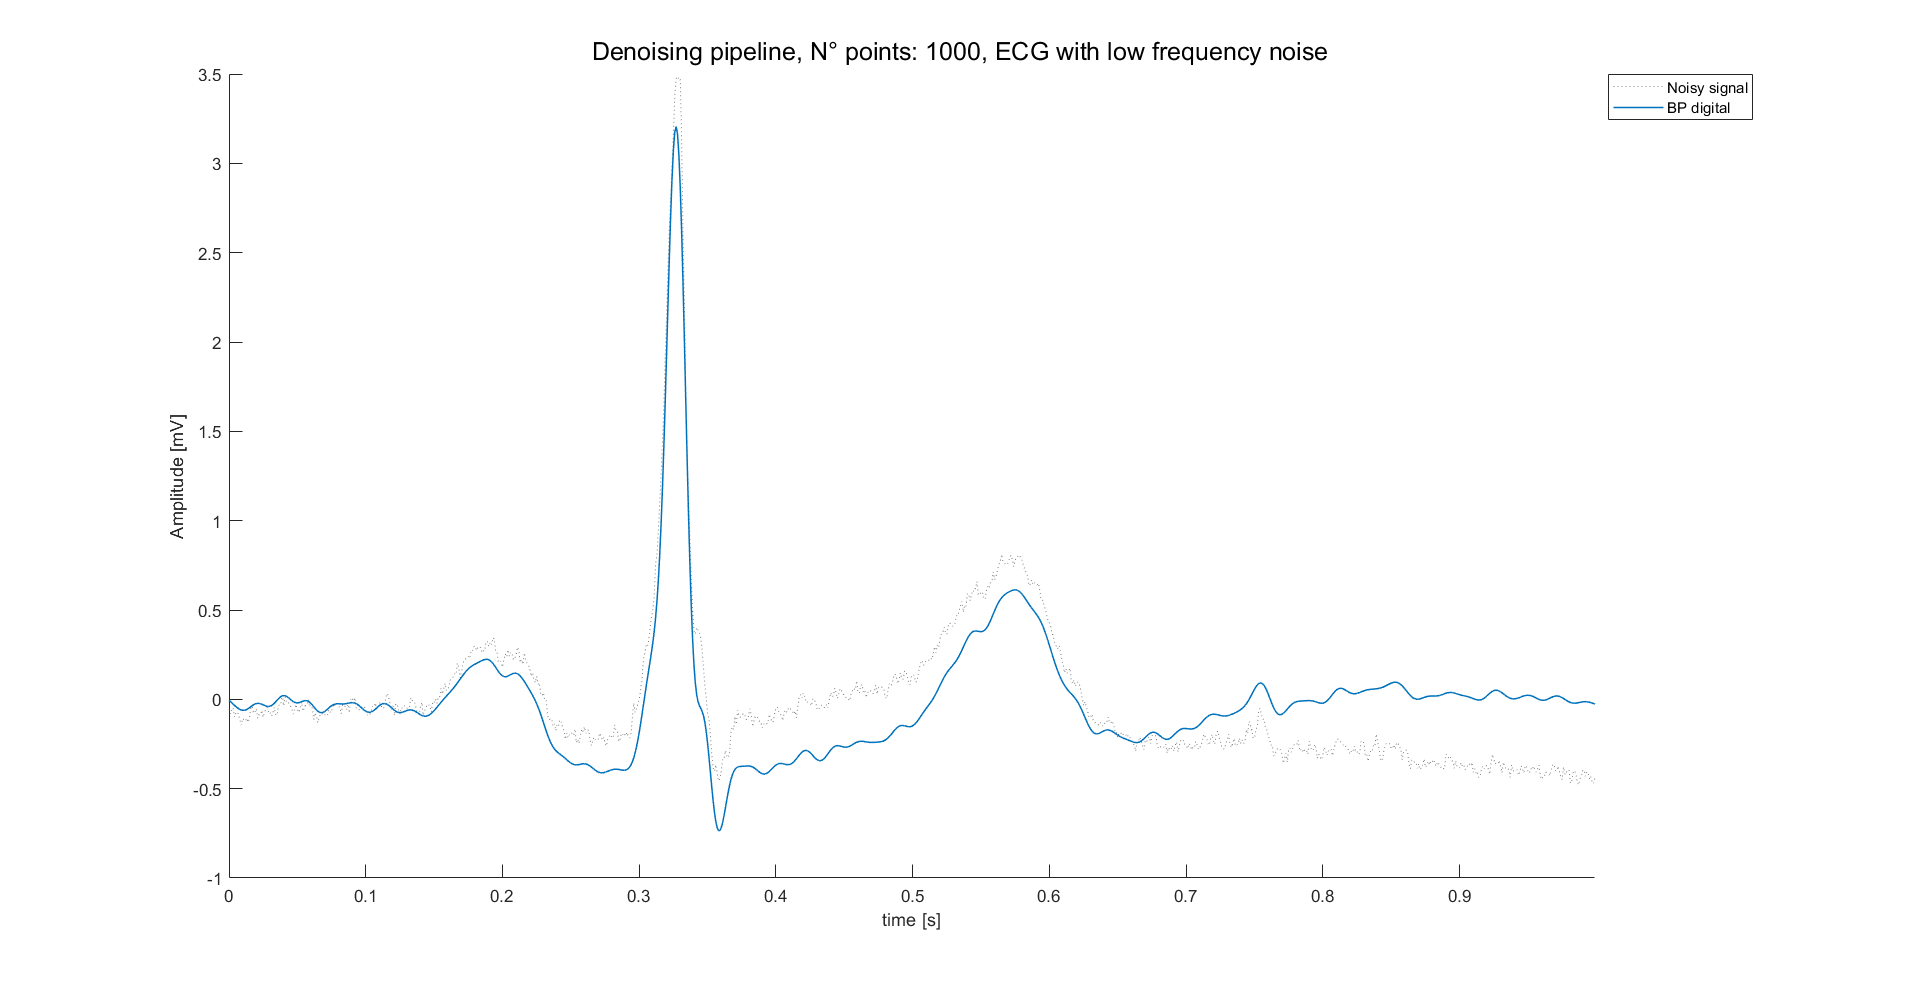 Denoising pipeline, N° points: 1000, ECG with low frequency noise
Noisy signal
BP digital
3.5
3
2.5
2
1.5
1
0.5
0
-0.5
-1
Amplitude [mV]
0 0.1 0.2 0.3 0.4 0.5 0.6 0.7 0.8 0.9
time [s]